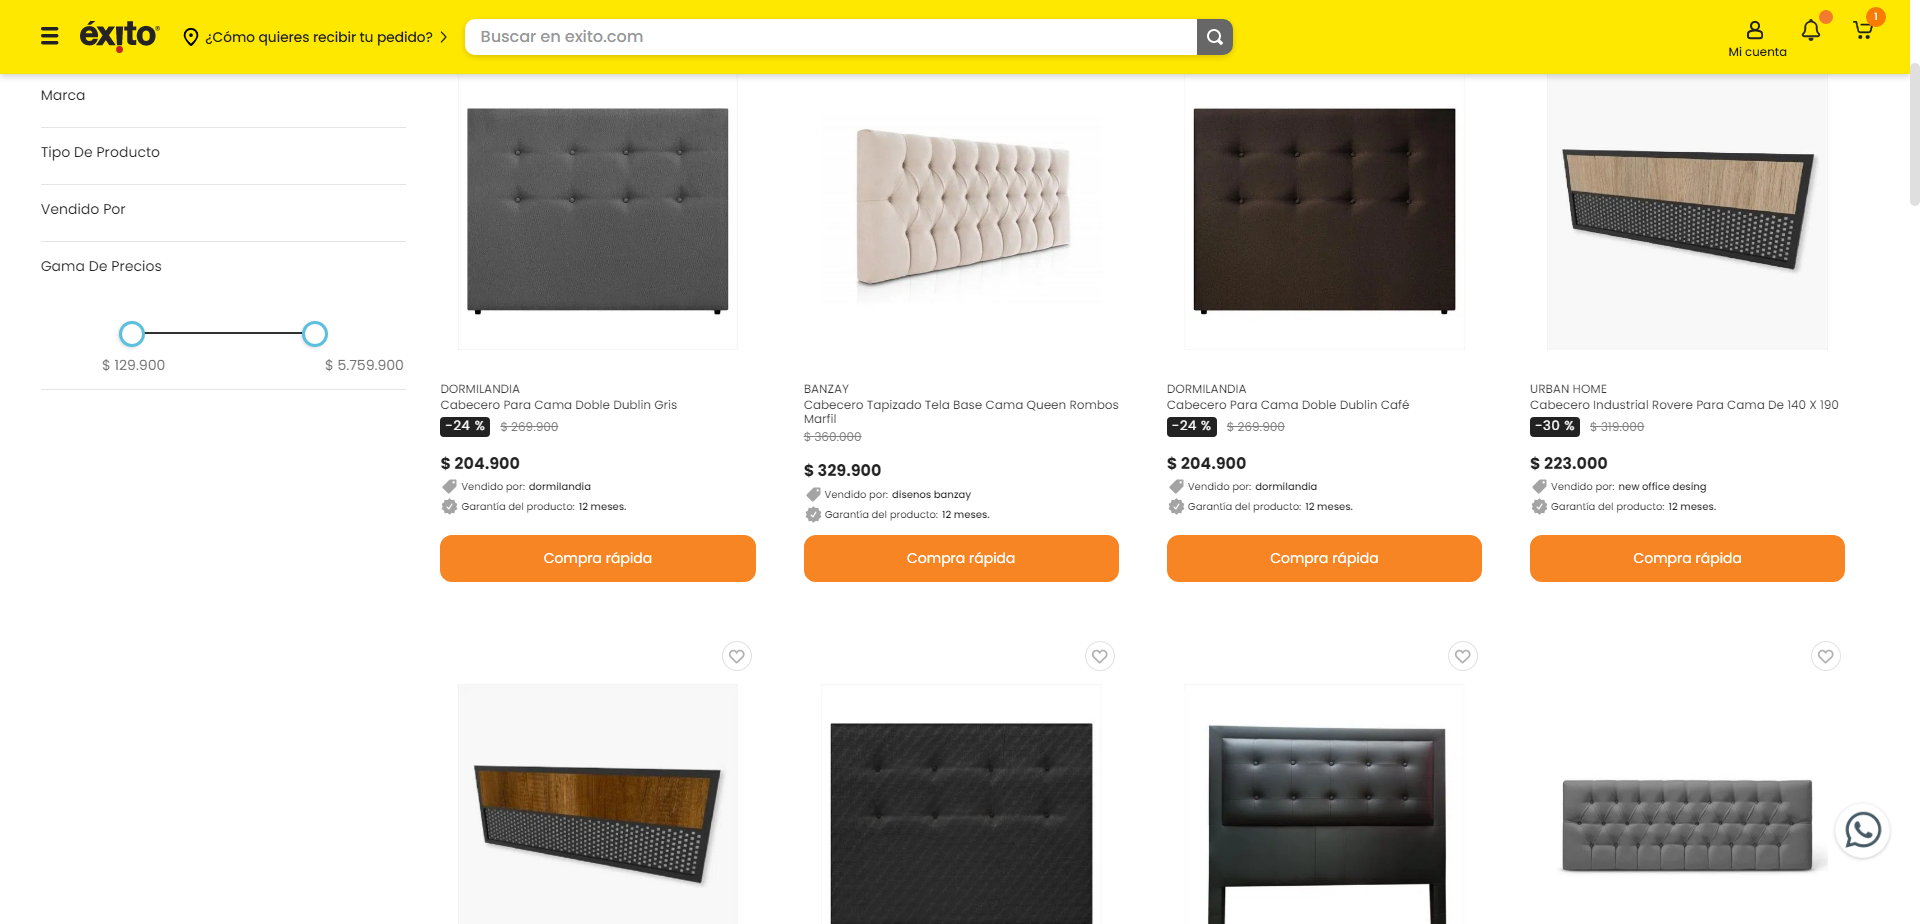 éxito
¿Cómo quieres recibir tu pedido?
Buscar en exito.com
Mi cuenta
1
Marca
Tipo De Producto
Vendido Por
Gama De Precios
$ 129.900
$ 5.759.900
DORMILANDIA
Cabecero Para Cama Doble Dublin Gris
-24 % $ 269.900
$ 204.900
Vendido por: dormilandia
Garantía del producto: 12 meses.
Compra rápida
BANZAY
Cabecero Tapizado Tela Base Cama Queen Rombos
Marfil
$ 360.000
$ 329.900
Vendido por: disenos banzay
Garantía del producto: 12 meses.
Compra rápida
DORMILANDIA
Cabecero Para Cama Doble Dublin Café
-24 % $ 269.900
$ 204.900
Vendido por: dormilandia
Garantía del producto: 12 meses.
Compra rápida
URBAN HOME
Cabecero Industrial Rovere Para Cama De 140 X 190
-30 % $ 319.000
$ 223.000
Vendido por: new office desing
Garantía del producto: 12 meses.
Compra rápida